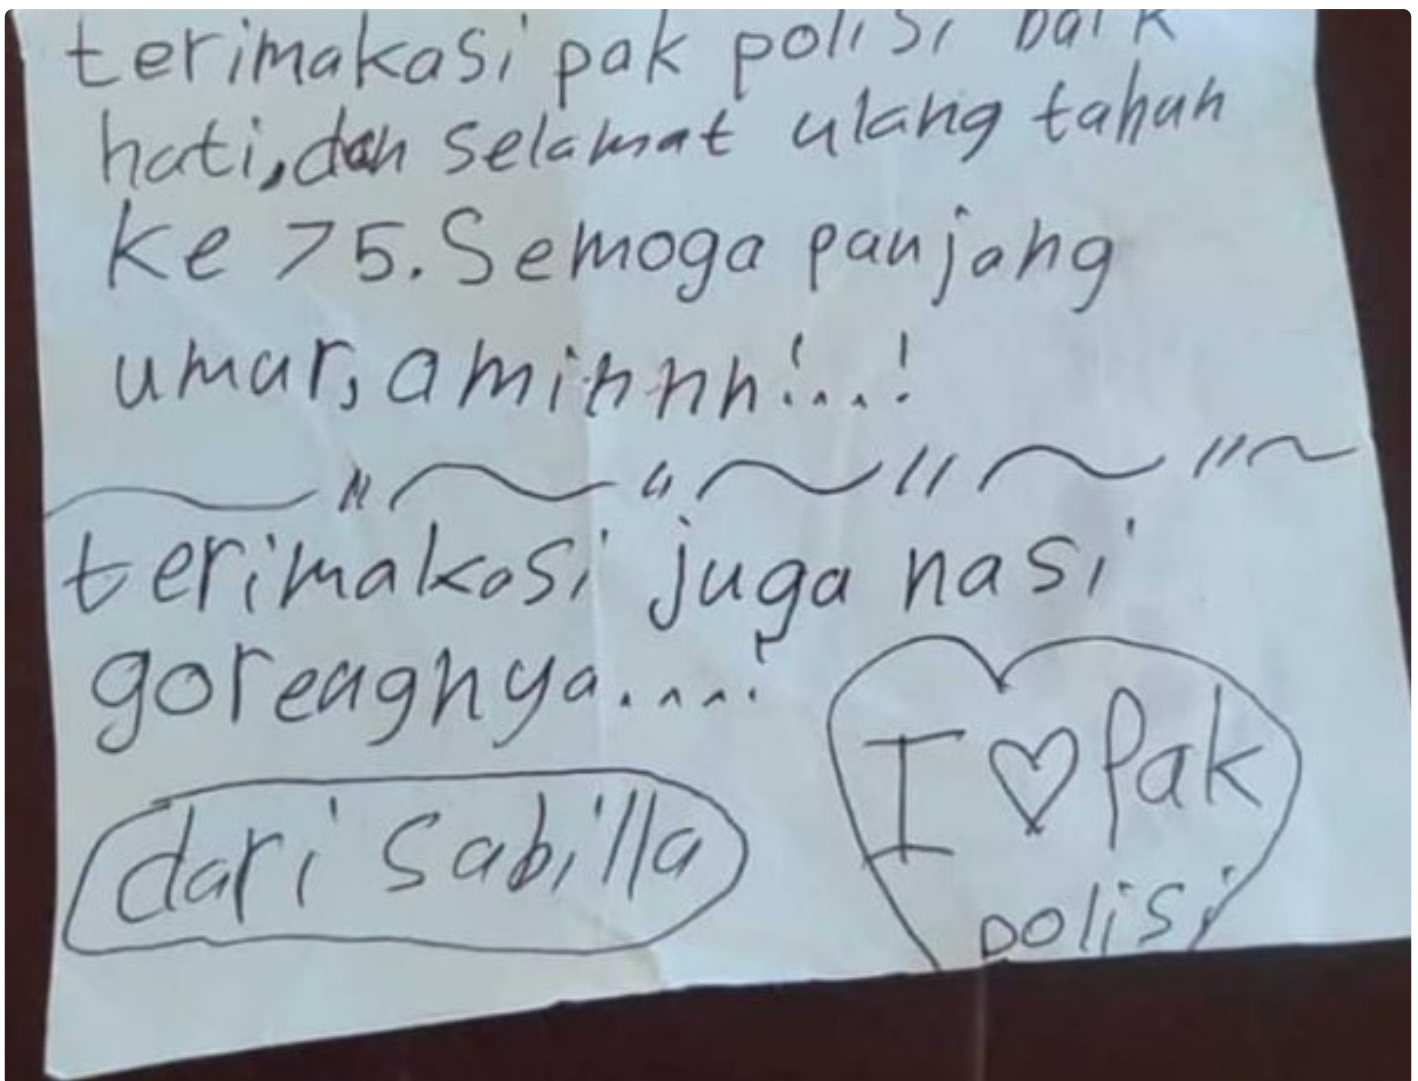 terimakasi pak polisi baik
hati, dan selamat ulang tahun
ke 75. Semoga panjang
umur, aminnn!...!
terimakasi juga nasi
gorengnya....!
dari Sabilla
I ♡ Pak
polisi